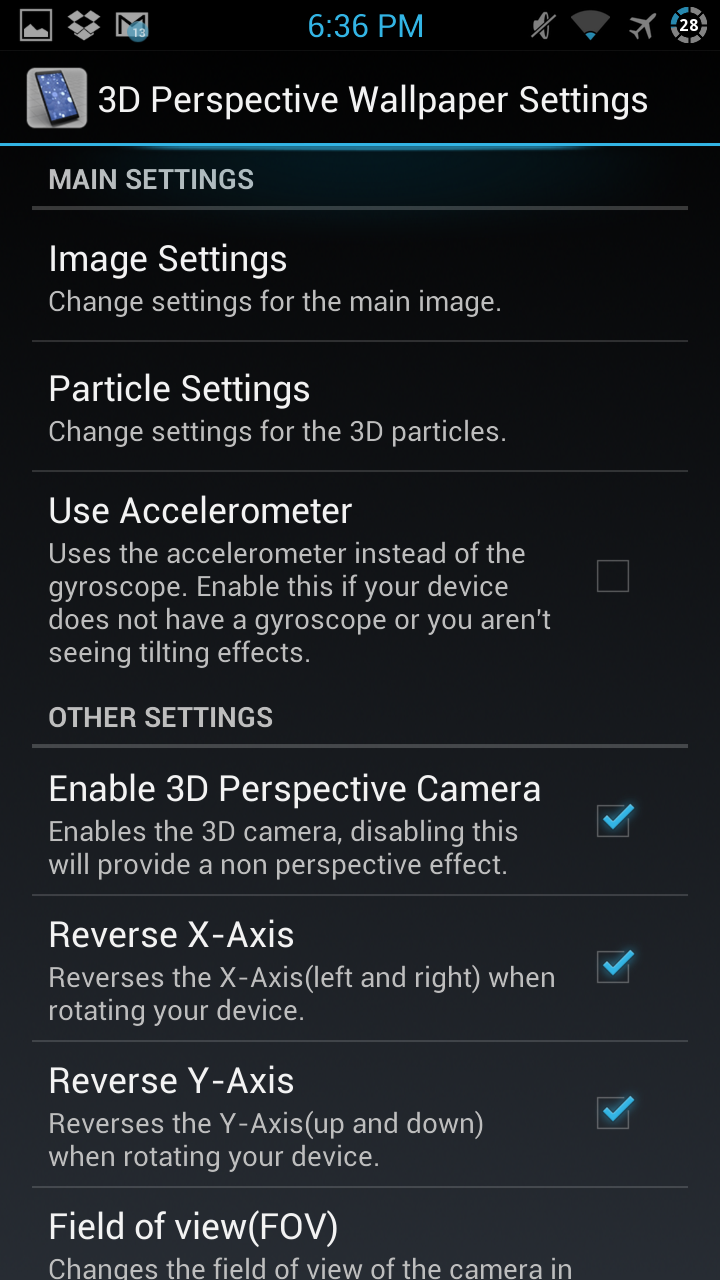 13
6:36 PM
28
3D Perspective Wallpaper Settings
MAIN SETTINGS
Image Settings
Change settings for the main image.
Particle Settings
Change settings for the 3D particles.
Use Accelerometer
Uses the accelerometer instead of the
gyroscope. Enable this if your device
does not have a gyroscope or you aren't
seeing tilting effects.
OTHER SETTINGS
Enable 3D Perspective Camera
Enables the 3D camera, disabling this
will provide a non perspective effect.
Reverse X-Axis
Reverses the X-Axis(left and right) when
rotating your device.
Reverse Y-Axis
Reverses the Y-Axis(up and down)
when rotating your device.
Field of view(FOV)
Changes the field of view of the camera in